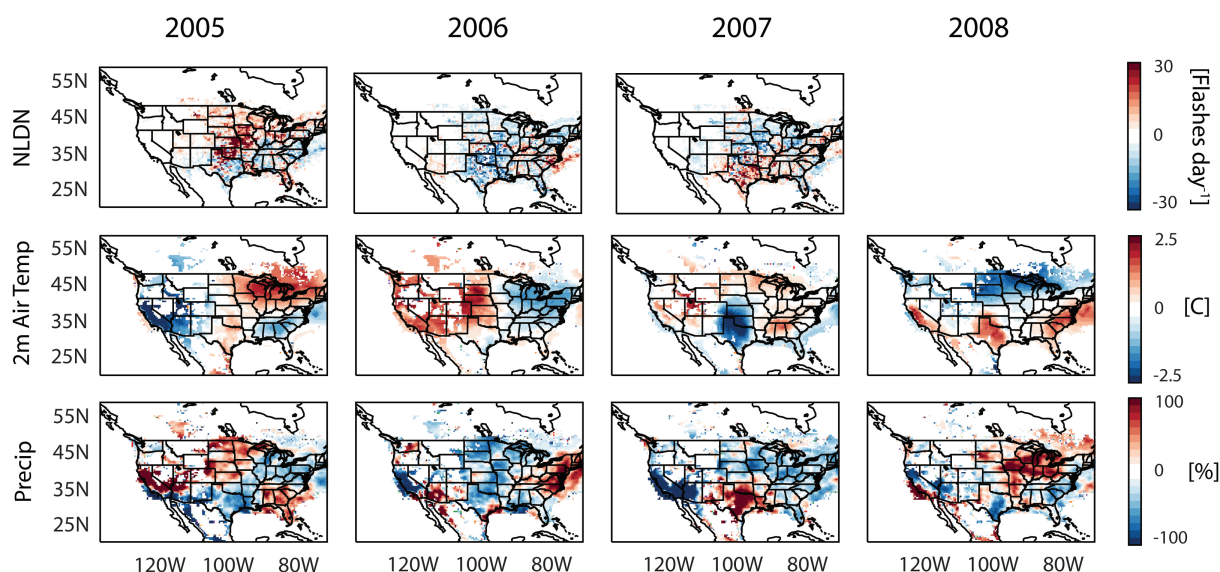 2005 2006 2007 2008
NLDN
55N
45N
35N
25N
30
0
-30
[Flashes day⁻¹¹]
2m Air Temp
55N
45N
35N
25N
2.5
0
-2.5
[C]
Precip
55N
45N
35N
25N
100
0
-100
[%]
120W 100W 80W 120W 100W 80W 120W 100W 80W 120W 100W 80W